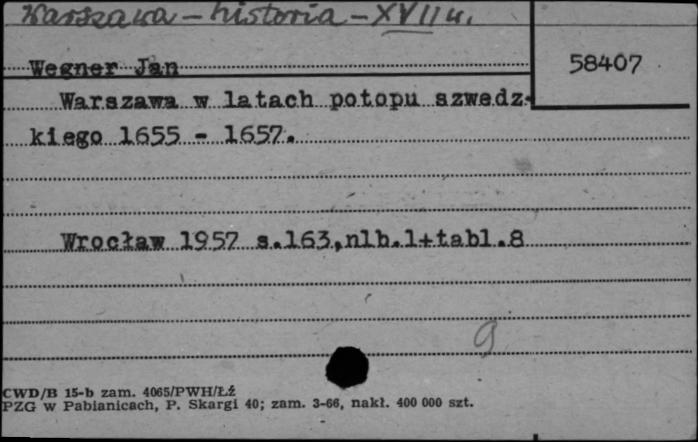 Warszawa - historia - XVII w.
Wegner Jan
58407
Warszawa w latach potopu szwedz-
kiego 1655 - 1657.
Wrocław 1957 s.163,nlb.1+tabl.8
9
CWD/B 15-b zam. 4065/PWH/Łź
PZG w Pabianicach, P. Skargi 40; zam. 3-66, nakł. 400 000 szt.